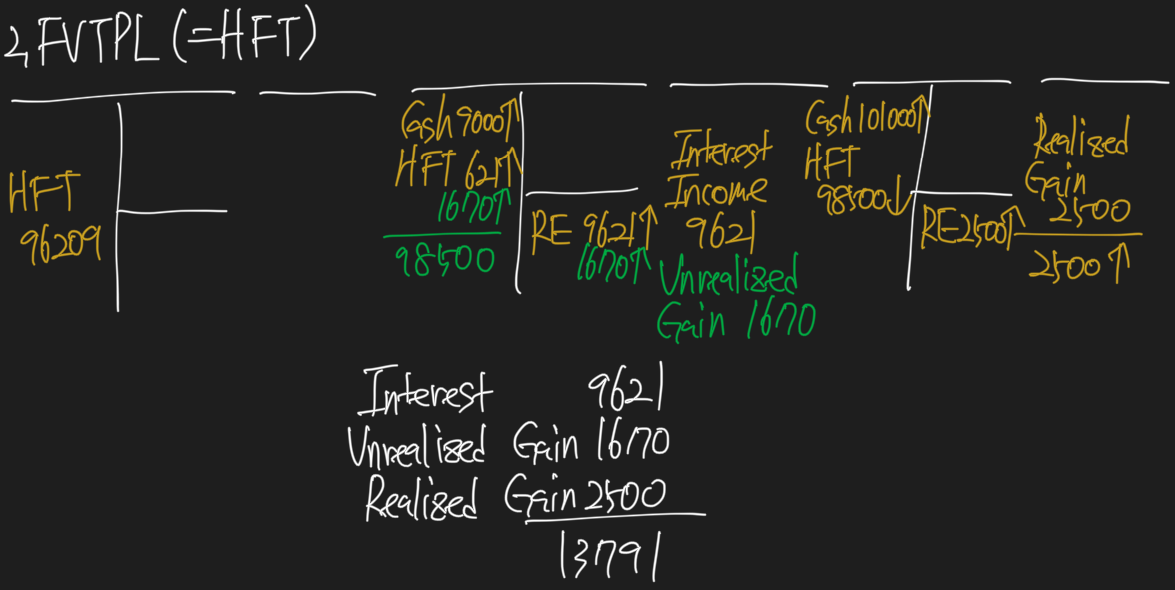 2, FVTPL (=HFT)
HFT
96209
Cash 9000↑
HFT 621↑
1670↑
98500
RE 9621↑
1670↑
Interest
Income
9621
Unrealized
Gain 1670
Cash 101000↑
HFT
98500↓
RE 2500↑
Realized
Gain
2500
2500↑
Interest 9621
Unrealized Gain 1670
Realized Gain 2500
13791